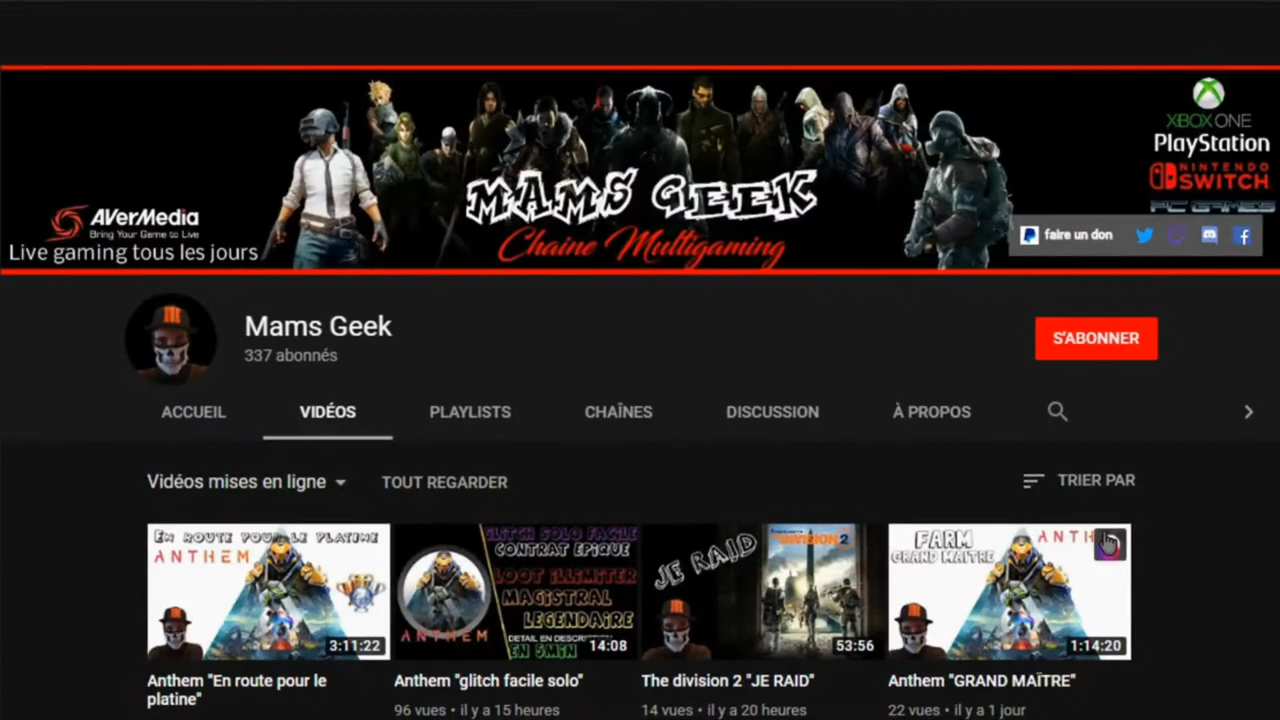 XBOX ONE
PlayStation
NINTENDO
SWITCH
PC GAMES
MAMS GEEK
Chaine Multigaming
AVerMedia
Bring Your Game to Live
Live gaming tous les jours
faire un don
Mams Geek
337 abonnés
S'ABONNER
ACCUEIL
VIDÉOS
PLAYLISTS
CHAÎNES
DISCUSSION
À PROPOS
Vidéos mises en ligne
TOUT REGARDER
TRIER PAR
EN ROUTE POUR LE PLATINE
ANTHEM
3:11:22
GLITCH SOLO FACILE
CONTRAT EPIQUE
LOOT ILLIMITER
MAGISTRAL
LEGENDAIRE
DETAIL EN
EN 5MIN
ANTHEM
14:08
JE RAID
DIVISION 2
53:56
FARM
GRAND MAÎTRE
ANTH
1:14:20
Anthem "En route pour le
platine"
Anthem "glitch facile solo"
96 vues • il y a 15 heures
The division 2 "JE RAID"
14 vues • il y a 20 heures
Anthem "GRAND MAÏTRE"
22 vues • il y a 1 jour